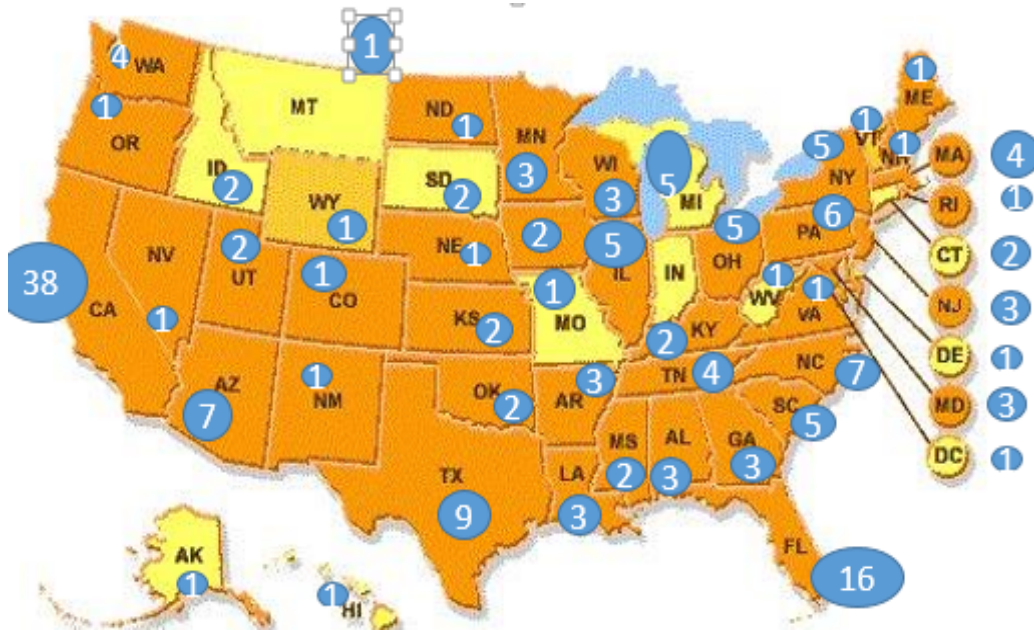 1
4
WA
1
ME
MT
ND
1
1
OR
MN
VT
1
5
NH
MA
4
ID
2
SD
2
3
WI
3
5
MI
NY
RI
1
WY
1
6
PA
NE
1
2
5
IL
5
OH
CT
2
38
NV
2
UT
1
CO
IN
1
WV
1
VA
NJ
3
CA
1
KS
2
1
MO
2
KY
DE
1
AZ
7
1
NM
OK
2
3
AR
TN
4
NC
7
MD
3
SC
5
TX
9
LA
3
MS
2
AL
3
GA
3
DC
1
FL
16
AK
1
1
HI